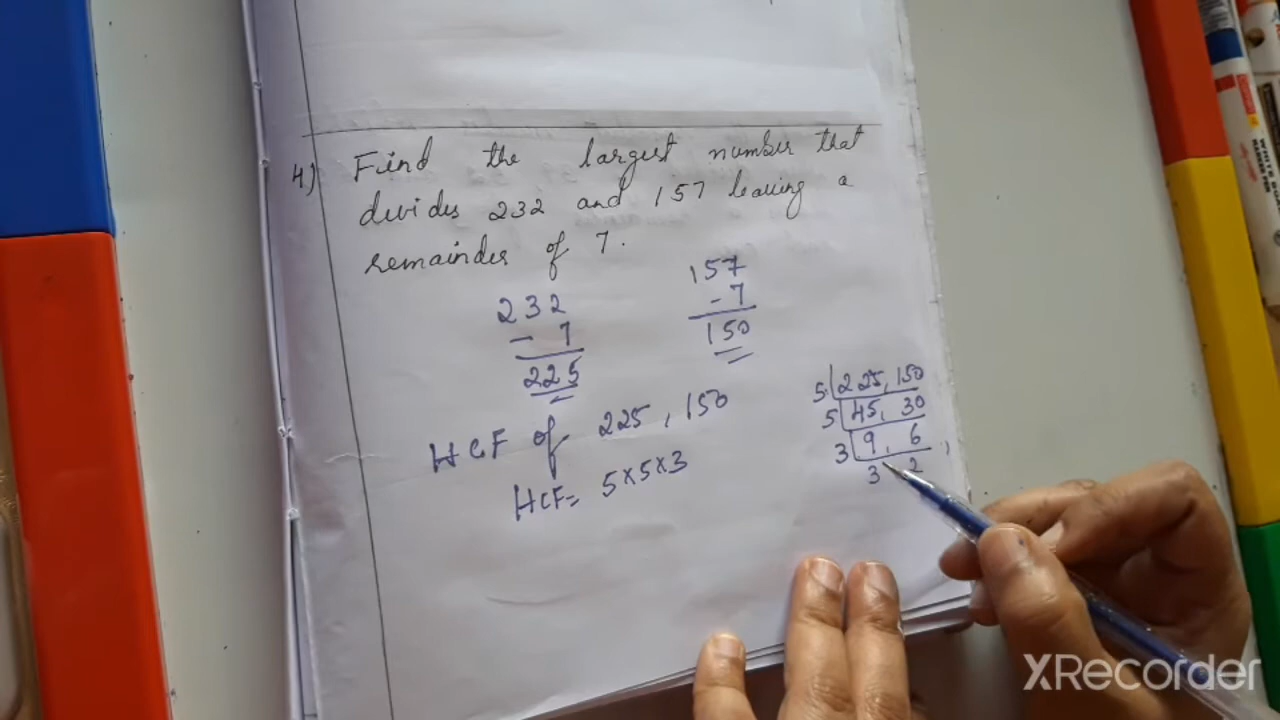 4) Find the largest number that
divides 232 and 157 leaving a
remainder of 7.
232
- 7
225
157
- 7
150
HCF of 225, 150
HCF= 5×5×3
5 225, 150
5 45, 30
3 9, 6
3 2
XRecorder